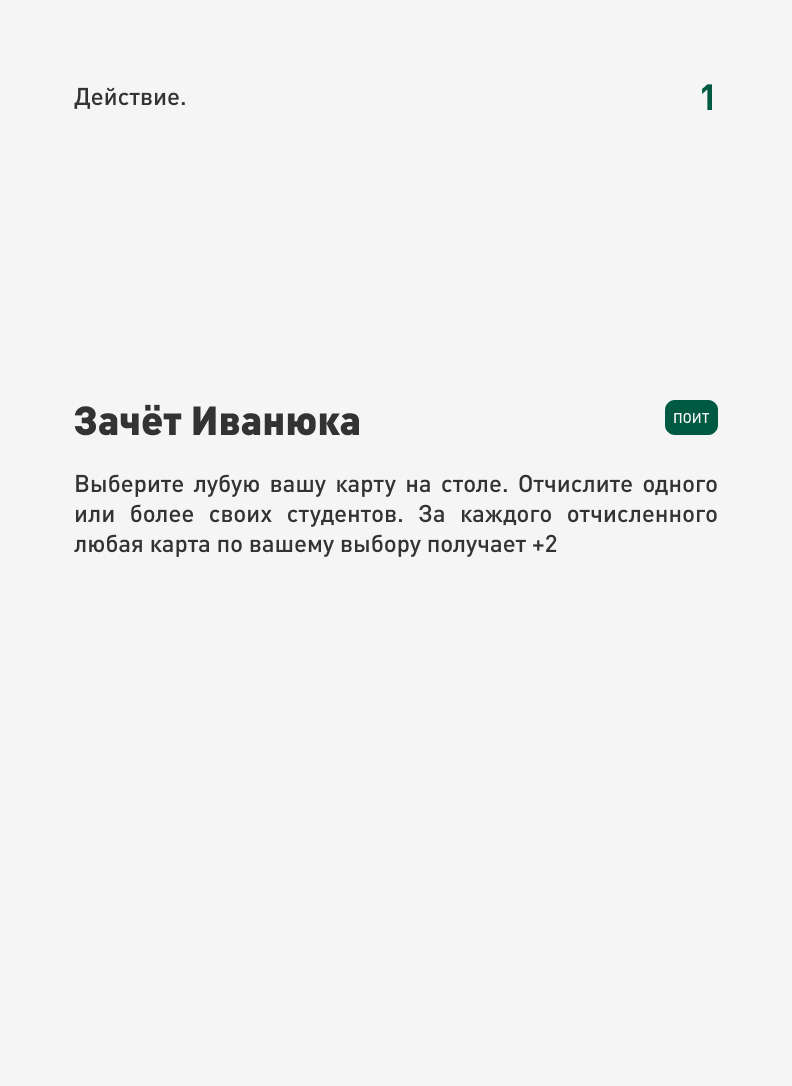 Действие.
1
Зачёт Иванюка
ПОИТ
Выберите лубую вашу карту на столе. Отчислите одного
или более своих студентов. За каждого отчисленного
любая карта по вашему выбору получает +2